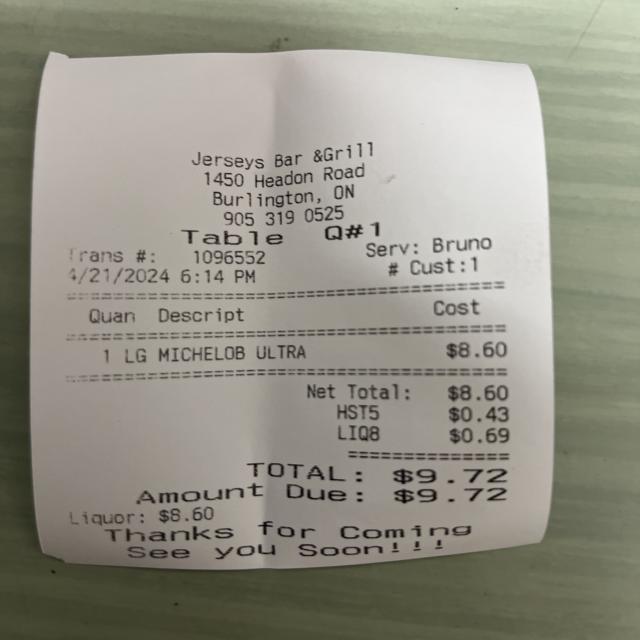 Jerseys Bar &Grill
1450 Headon Road
Burlington, ON
905 319 0525
Table Q#1
Trans #: 1096552 Serv: Bruno
4/21/2024 6:14 PM # Cust:1
=======================================
Quan Descript Cost
=======================================
1 LG MICHELOB ULTRA $8.60
=======================================
Net Total: $8.60
HST5 $0.43
LIQ8 $0.69
==============
TOTAL: $9.72
Amount Due: $9.72
Liquor: $8.60
Thanks for Coming
See you Soon!!!